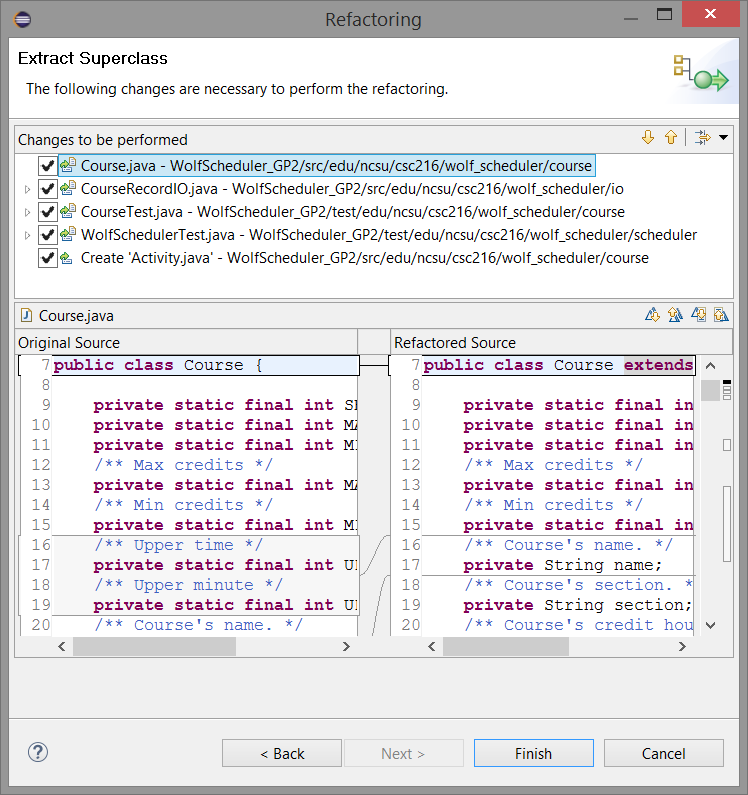 Refactoring
Extract Superclass
The following changes are necessary to perform the refactoring.
Changes to be performed
Course.java - WolfScheduler_GP2/src/edu/ncsu/csc216/wolf_scheduler/course
CourseRecordIO.java - WolfScheduler_GP2/src/edu/ncsu/csc216/wolf_scheduler/io
CourseTest.java - WolfScheduler_GP2/test/edu/ncsu/csc216/wolf_scheduler/course
WolfSchedulerTest.java - WolfScheduler_GP2/test/edu/ncsu/csc216/wolf_scheduler/scheduler
Create 'Activity.java' - WolfScheduler_GP2/src/edu/ncsu/csc216/wolf_scheduler/course
Course.java
Original Source
7 public class Course {
8
9 private static final int
10 private static final int
11 private static final int
12 /** Max credits */
13 private static final int
14 /** Min credits */
15 private static final int
16 /** Upper time */
17 private static final int
18 /** Upper minute */
19 private static final int
20 /** Course's name. */
Refactored Source
7 public class Course extends
8
9 private static final in
10 private static final in
11 private static final in
12 /** Max credits */
13 private static final in
14 /** Min credits */
15 private static final in
16 /** Course's name. */
17 private String name;
18 /** Course's section. *
19 private String section;
20 /** Course's credit hou
< Back
Next >
Finish
Cancel